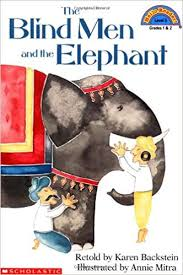 The
Blind Men
and the
Elephant
Level 3
Grades 1 & 2
Retold by Karen Backstein
Illustrated by Annie Mitra
SCHOLASTIC